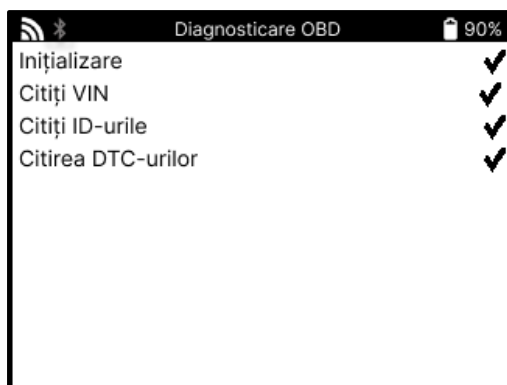 Diagnosticare OBD 90%
Inițializare
Citiți VIN
Citiți ID-urile
Citirea DTC-urilor